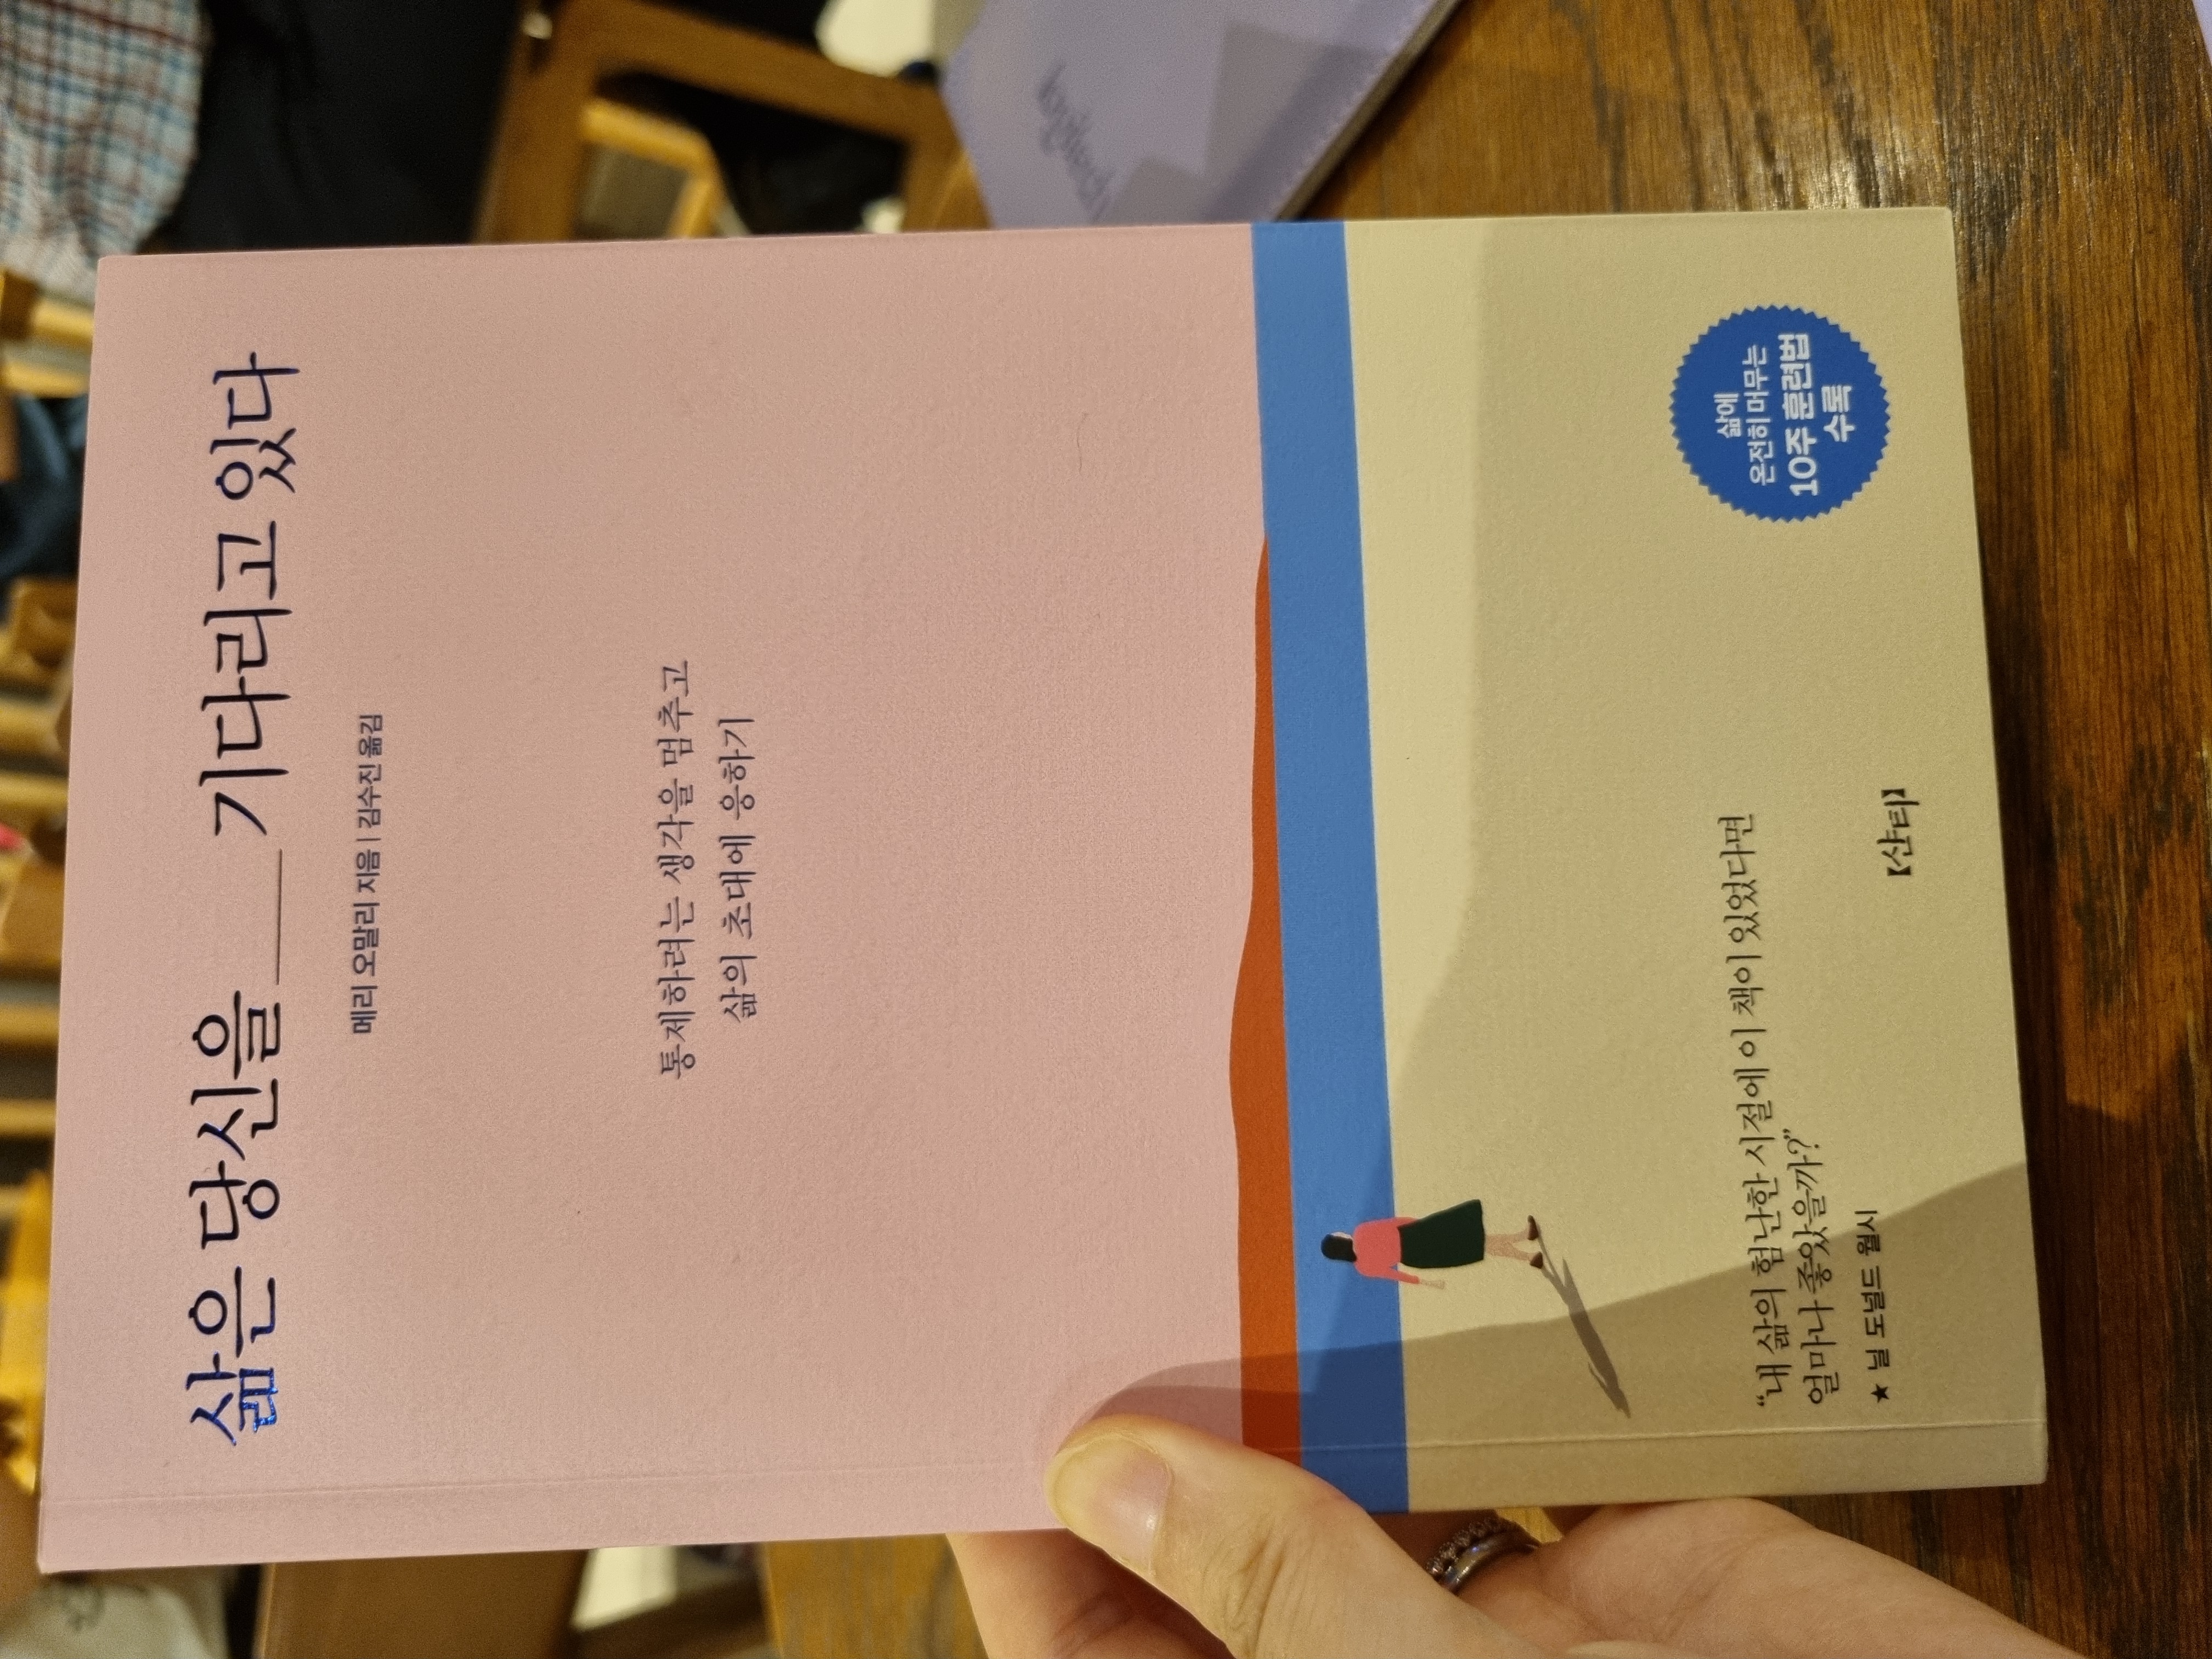 삶은 당신을 기다리고 있다
메리 오말리 지음 | 김수진 옮김
통제하려는 생각을 멈추고
삶의 초대에 응하기
삶에
온전히 머무는
10주 훈련법
수록
“내 삶의 험난한 시절에 이 책이 있었다면
얼마나 좋았을까?”
★ 닐 도널드 월시
【산티】
logitech